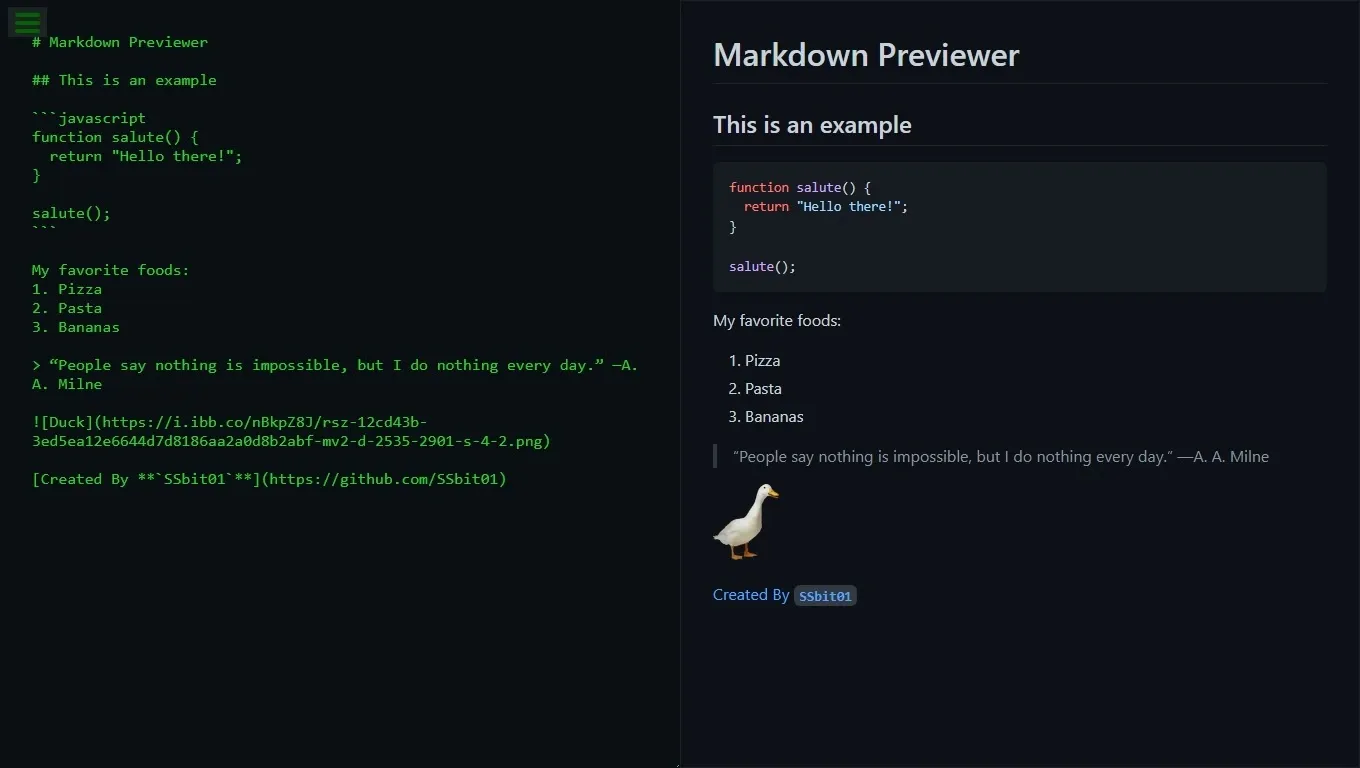 # Markdown Previewer
## This is an example
```javascript
function salute() {
  return "Hello there!";
}
salute();
```
My favorite foods:
1. Pizza
2. Pasta
3. Bananas
> “People say nothing is impossible, but I do nothing every day.” —A.
A. Milne
![Duck](https://i.ibb.co/nBkpZ8J/rsz-12cd43b-
3ed5ea12e6644d7d8186aa2a0d8b2abf-mv2-d-2535-2901-s-4-2.png)
[Created By **`SSbit01`**](https://github.com/SSbit01)
Markdown Previewer
This is an example
function salute() {
  return "Hello there!";
}
salute();
My favorite foods:
1. Pizza
2. Pasta
3. Bananas
“People say nothing is impossible, but I do nothing every day.” —A. A. Milne
Created By SSbit01